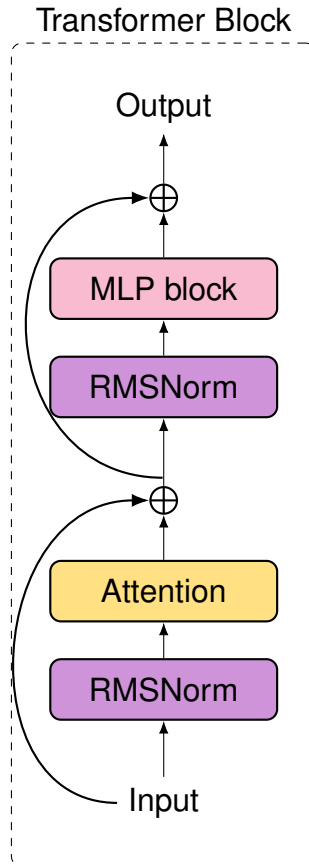 Transformer Block
Output
MLP block
RMSNorm
Attention
RMSNorm
Input